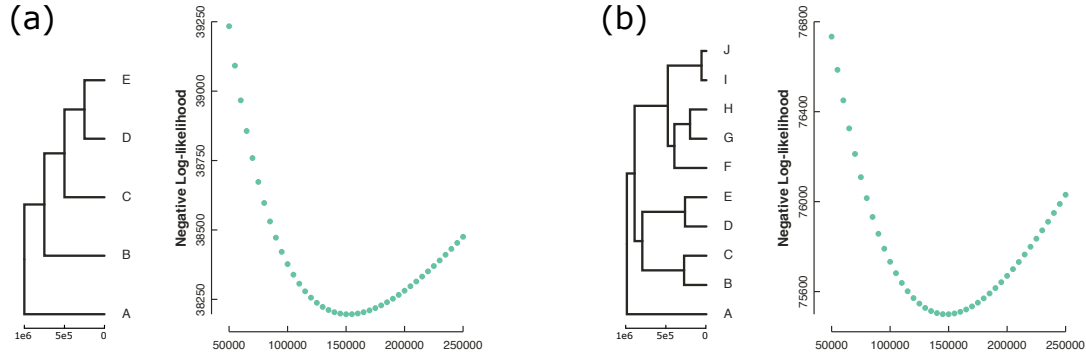 (a)
E
D
C
B
A
1e6 5e5 0
Negative Log-likelihood
39250
39000
38750
38500
38250
50000 100000 150000 200000 250000
(b)
J
I
H
G
F
E
D
C
B
A
1e6 5e5 0
Negative Log-likelihood
76800
76400
76000
75600
50000 100000 150000 200000 250000